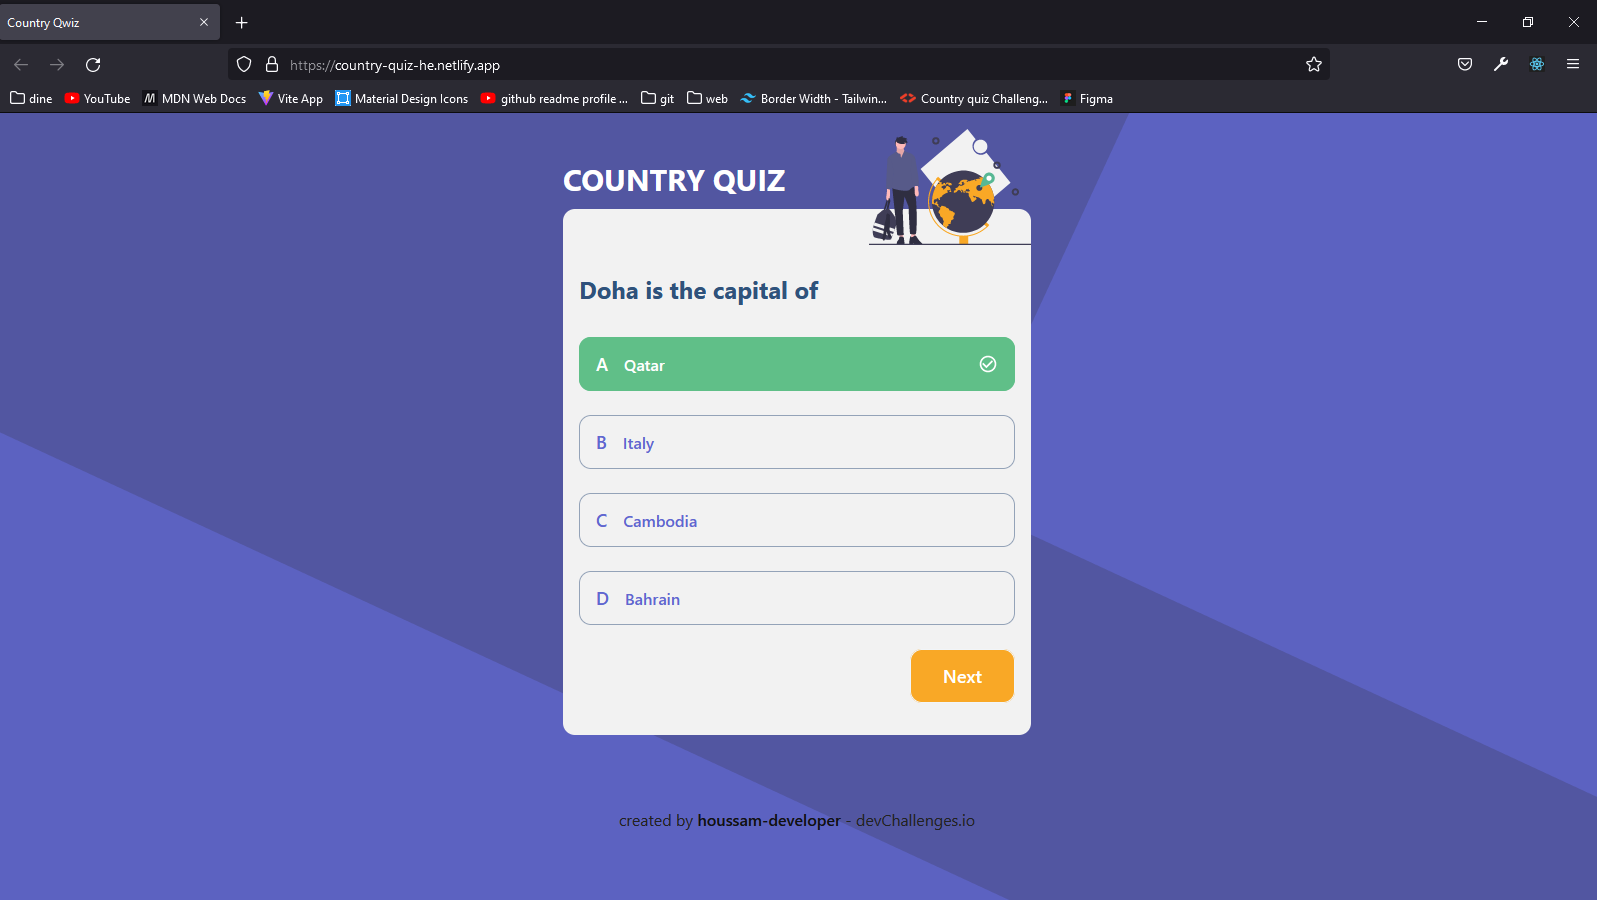 Country Qwiz
https://country-quiz-he.netlify.app
dine YouTube MDN Web Docs Vite App Material Design Icons github readme profile ... git web Border Width - Tailwin... Country quiz Challeng... Figma
COUNTRY QUIZ
Doha is the capital of
A Qatar
B Italy
C Cambodia
D Bahrain
Next
created by houssam-developer - devChallenges.io